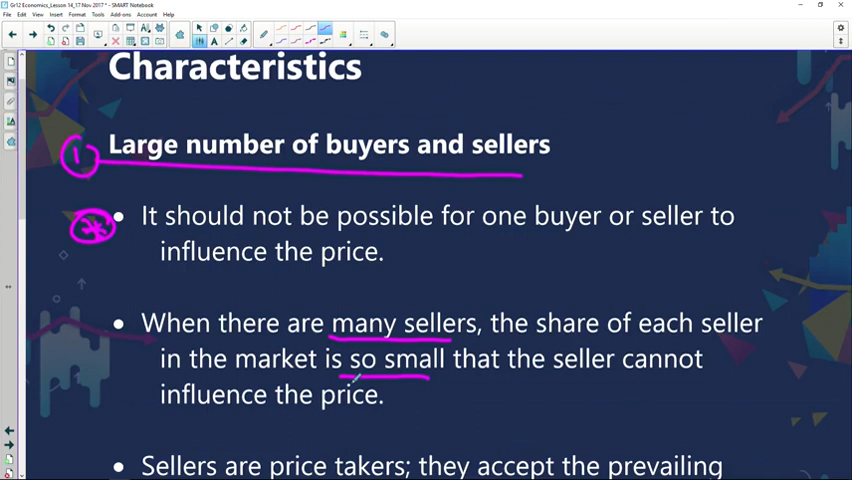 Gr12 Economics_Lesson 14_17 Nov 2017 * - SMART Notebook
File Edit View Insert Format Tools Add-ons Account Help
Characteristics
1 Large number of buyers and sellers
* • It should not be possible for one buyer or seller to
influence the price.
• When there are many sellers, the share of each seller
in the market is so small that the seller cannot
influence the price.
• Sellers are price takers; they accept the prevailing